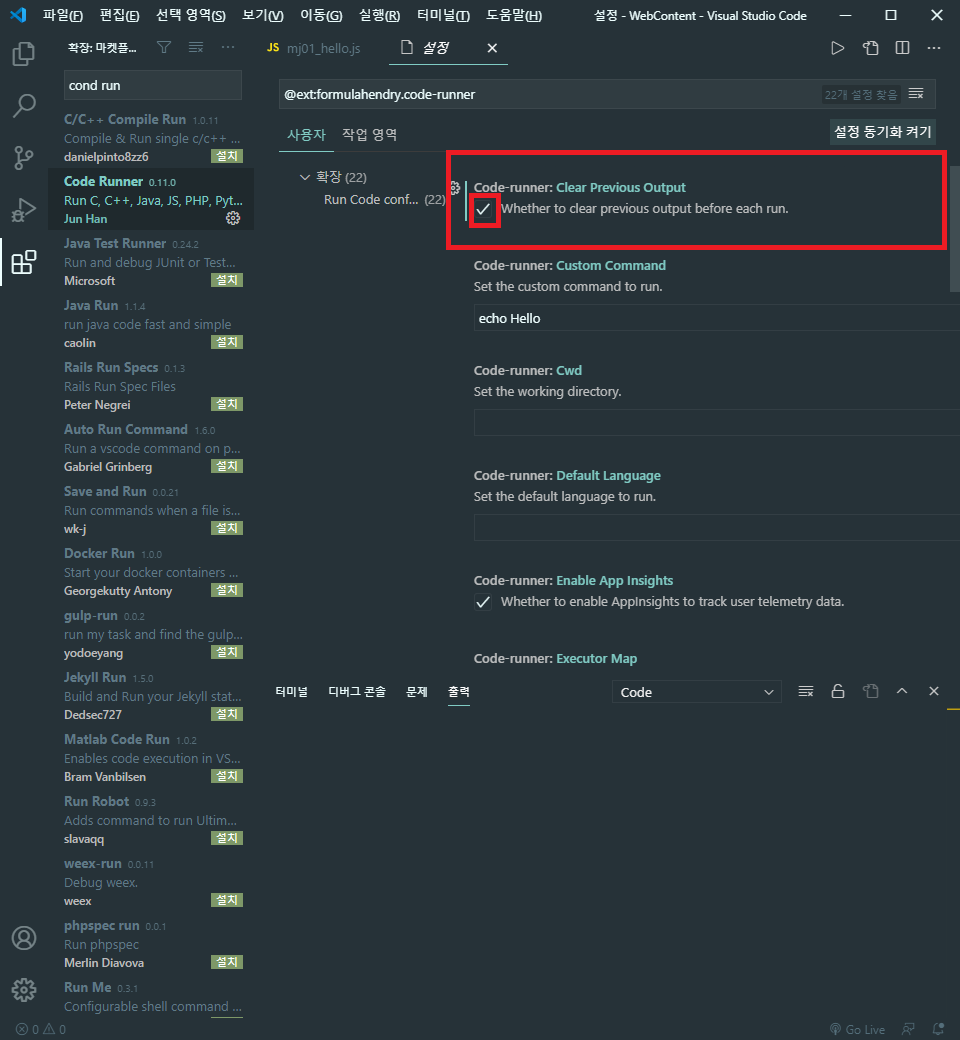 파일(F) 편집(E) 선택 영역(S) 보기(V) 이동(G) 실행(R) 터미널(T) 도움말(H) 설정 - WebContent - Visual Studio Code
확장: 마켓플...
JS mj01_hello.js
설정
cond run
@ext:formulahendry.code-runner
22개 설정 찾음
사용자 작업 영역
설정 동기화 켜기
확장 (22)
Run Code conf... (22)
C/C++ Compile Run 1.0.11
Compile & Run single c/c++ ...
danielpinto8zz6 설치
Code Runner 0.11.0
Run C, C++, Java, JS, PHP, Pyt...
Jun Han
Java Test Runner 0.24.2
Run and debug JUnit or Test...
Microsoft 설치
Java Run 1.1.4
run java code fast and simple
caolin 설치
Rails Run Specs 0.1.3
Rails Run Spec Files
Peter Negrei 설치
Auto Run Command 1.6.0
Run a vscode command on p...
Gabriel Grinberg 설치
Save and Run 0.0.21
Run commands when a file is...
wk-j 설치
Docker Run 1.0.0
Start your docker containers ...
Georgekutty Antony 설치
gulp-run 0.0.2
run my task and find the gulp...
yodoeyang 설치
Jekyll Run 1.5.0
Build and Run your Jekyll stat...
Dedsec727 설치
Matlab Code Run 1.0.2
Enables code execution in VS...
Bram Vanbilsen 설치
Run Robot 0.9.3
Adds command to run Ultim...
slavaqq 설치
weex-run 0.0.11
Debug weex.
weex 설치
phpspec run 0.0.1
Run phpspec
Merlin Diavova 설치
Run Me 0.3.1
Configurable shell command ...
Code-runner: Clear Previous Output
Whether to clear previous output before each run.
Code-runner: Custom Command
Set the custom command to run.
echo Hello
Code-runner: Cwd
Set the working directory.
Code-runner: Default Language
Set the default language to run.
Code-runner: Enable App Insights
Whether to enable AppInsights to track user telemetry data.
Code-runner: Executor Map
터미널 디버그 콘솔 문제 출력
Code
0 0
Go Live